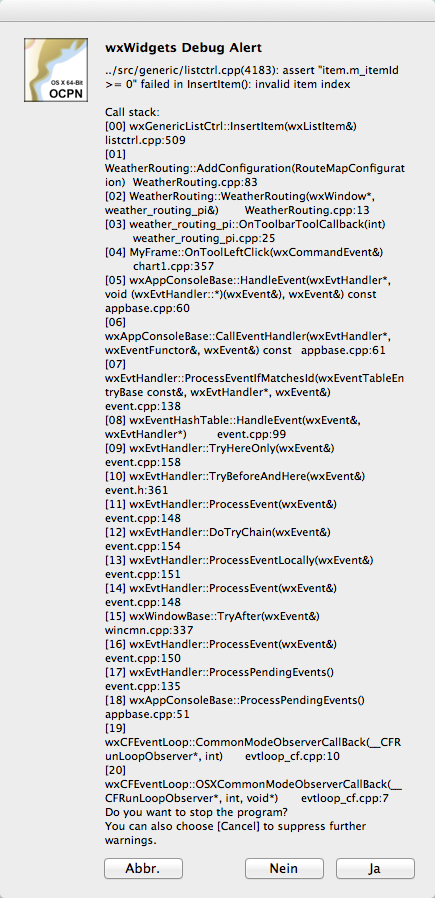 OS X 64-Bit
OCPN
wxWidgets Debug Alert
../src/generic/listctrl.cpp(4183): assert "item.m_itemId
>= 0" failed in InsertItem(): invalid item index
Call stack:
[00] wxGenericListCtrl::InsertItem(wxListItem&)
listctrl.cpp:509
[01]
WeatherRouting::AddConfiguration(RouteMapConfigurat
ion) WeatherRouting.cpp:83
[02] WeatherRouting::WeatherRouting(wxWindow*,
weather_routing_pi&) WeatherRouting.cpp:13
[03] weather_routing_pi::OnToolbarToolCallback(int)
weather_routing_pi.cpp:25
[04] MyFrame::OnToolLeftClick(wxCommandEvent&)
chart1.cpp:357
[05] wxAppConsoleBase::HandleEvent(wxEvtHandler*,
void (wxEvtHandler::*)(wxEvent&), wxEvent&) const
appbase.cpp:60
[06]
wxAppConsoleBase::CallEventHandler(wxEvtHandler*,
wxEventFunctor&, wxEvent&) const appbase.cpp:61
[07]
wxEvtHandler::ProcessEventIfMatchesId(wxEventTableEn
tryBase const&, wxEvtHandler*, wxEvent&)
event.cpp:138
[08] wxEventHashTable::HandleEvent(wxEvent&,
wxEvtHandler*) event.cpp:99
[09] wxEvtHandler::TryHereOnly(wxEvent&)
event.cpp:158
[10] wxEvtHandler::TryBeforeAndHere(wxEvent&)
event.h:361
[11] wxEvtHandler::ProcessEvent(wxEvent&)
event.cpp:148
[12] wxEvtHandler::DoTryChain(wxEvent&)
event.cpp:154
[13] wxEvtHandler::ProcessEventLocally(wxEvent&)
event.cpp:151
[14] wxEvtHandler::ProcessEvent(wxEvent&)
event.cpp:148
[15] wxWindowBase::TryAfter(wxEvent&)
wincmn.cpp:337
[16] wxEvtHandler::ProcessEvent(wxEvent&)
event.cpp:150
[17] wxEvtHandler::ProcessPendingEvents()
event.cpp:135
[18] wxAppConsoleBase::ProcessPendingEvents()
appbase.cpp:51
[19]
wxCFEventLoop::CommonModeObserverCallBack(__CFR
unLoopObserver*, int) evtloop_cf.cpp:10
[20]
wxCFEventLoop::OSXCommonModeObserverCallBack(__
CFRunLoopObserver*, int, void*) evtloop_cf.cpp:7
Do you want to stop the program?
You can also choose [Cancel] to suppress further
warnings.
Abbr. Nein Ja